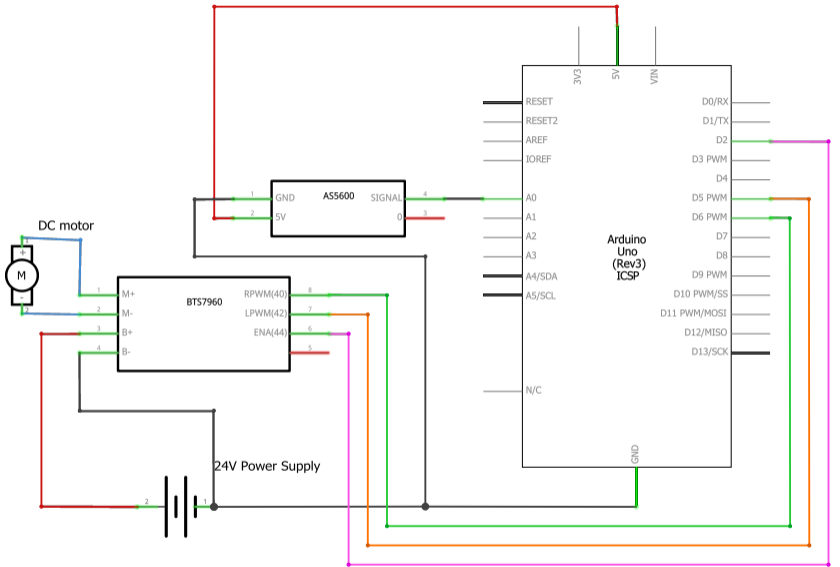 3V3
5V
VIN
RESET
RESET2
AREF
IOREF
A0
A1
A2
A3
A4/SDA
A5/SCL
N/C
Arduino
Uno
(Rev3)
ICSP
D0/RX
D1/TX
D2
D3 PWM
D4
D5 PWM
D6 PWM
D7
D8
D9 PWM
D10 PWM/SS
D11 PWM/MOSI
D12/MISO
D13/SCK
GND
AS5600
1 GND
2 5V
SIGNAL 4
0 3
DC motor
1
+
M
-
2
BTS7960
1 M+
2 M-
3 B+
4 B-
RPWM(40) 8
LPWM(42) 7
ENA(44) 6
5
24V Power Supply
2
1